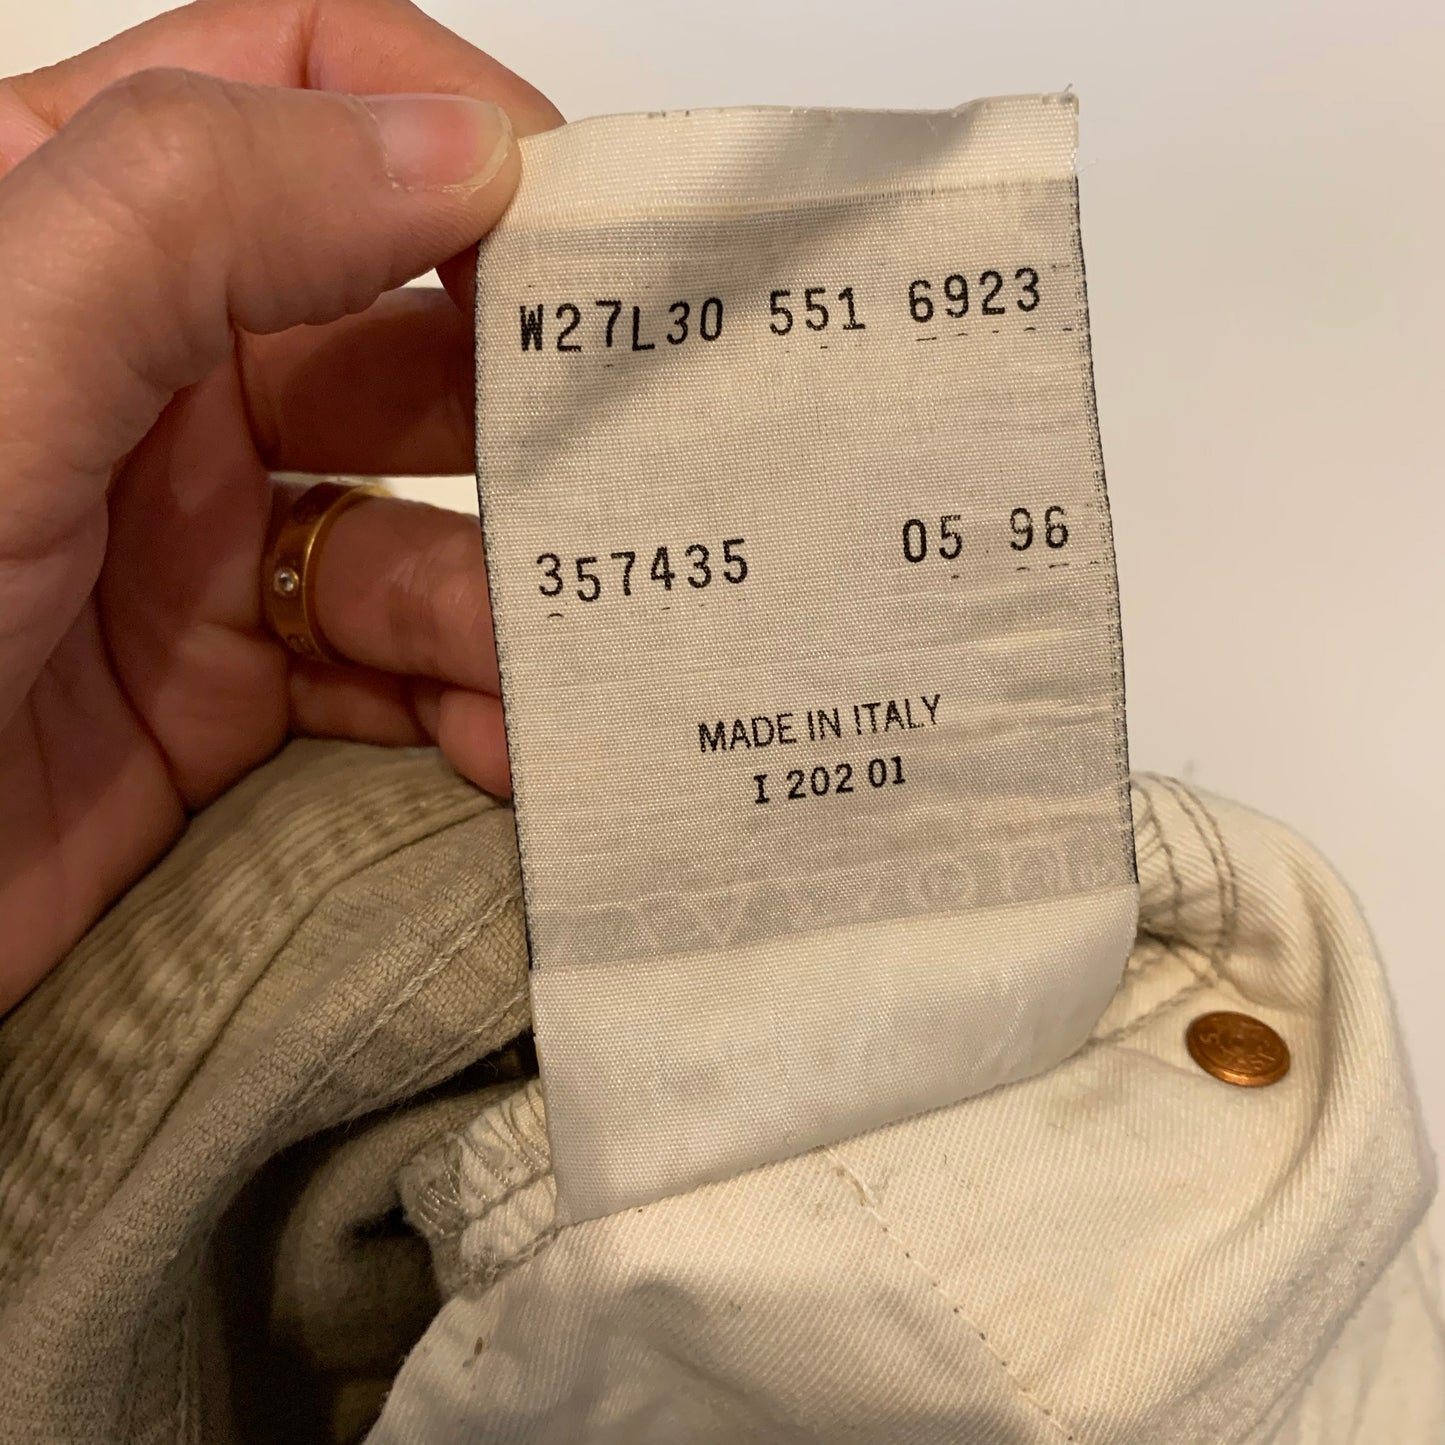 W27L30 551 6923
357435 05 96
MADE IN ITALY
I 202 01